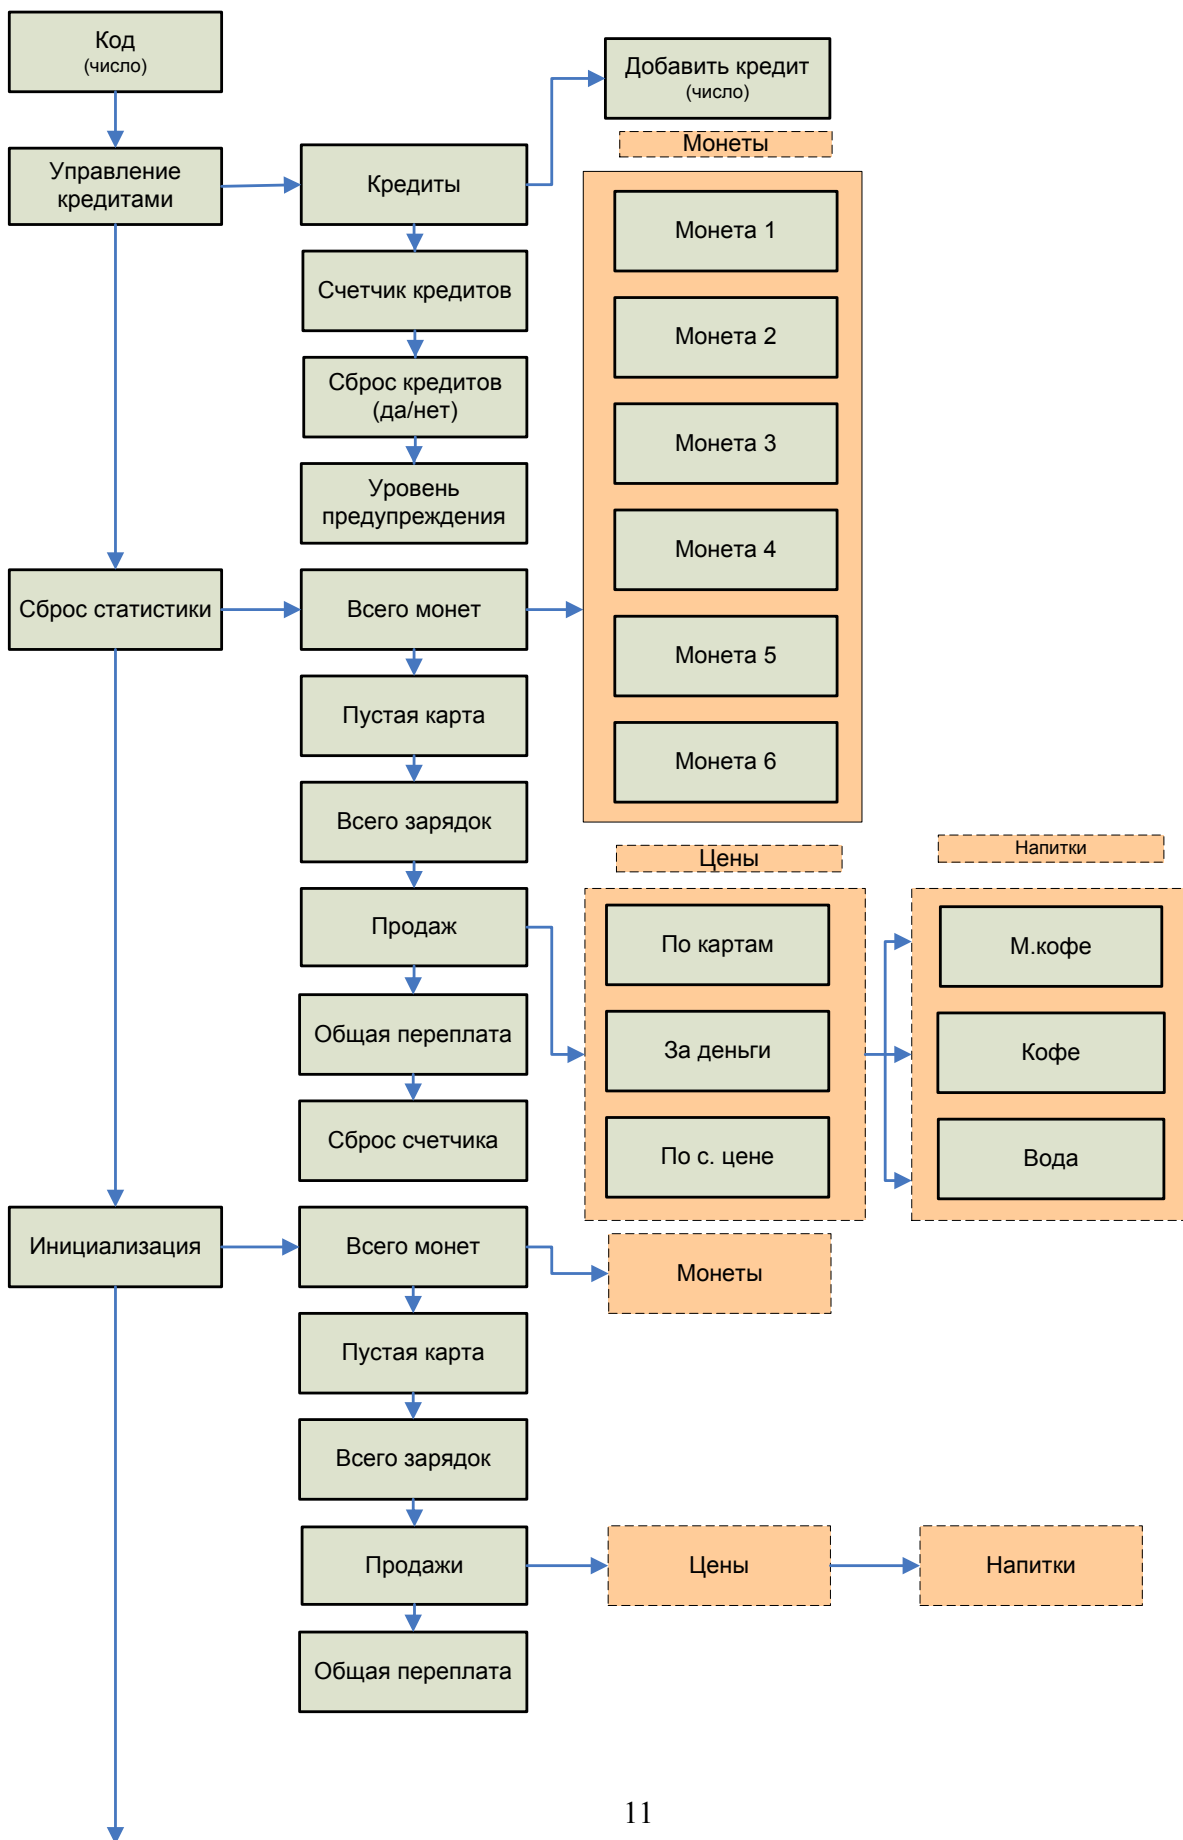 Код
(число)
Добавить кредит
(число)
Монеты
Управление
кредитами
Кредиты
Монета 1
Счетчик кредитов
Монета 2
Сброс кредитов
(да/нет)
Монета 3
Уровень
предупреждения
Монета 4
Сброс статистики
Всего монет
Монета 5
Пустая карта
Монета 6
Всего зарядок
Цены
Напитки
Продаж
По картам
М.кофе
Общая переплата
За деньги
Кофе
Сброс счетчика
По с. цене
Вода
Инициализация
Всего монет
Монеты
Пустая карта
Всего зарядок
Продажи
Цены
Напитки
Общая переплата
11